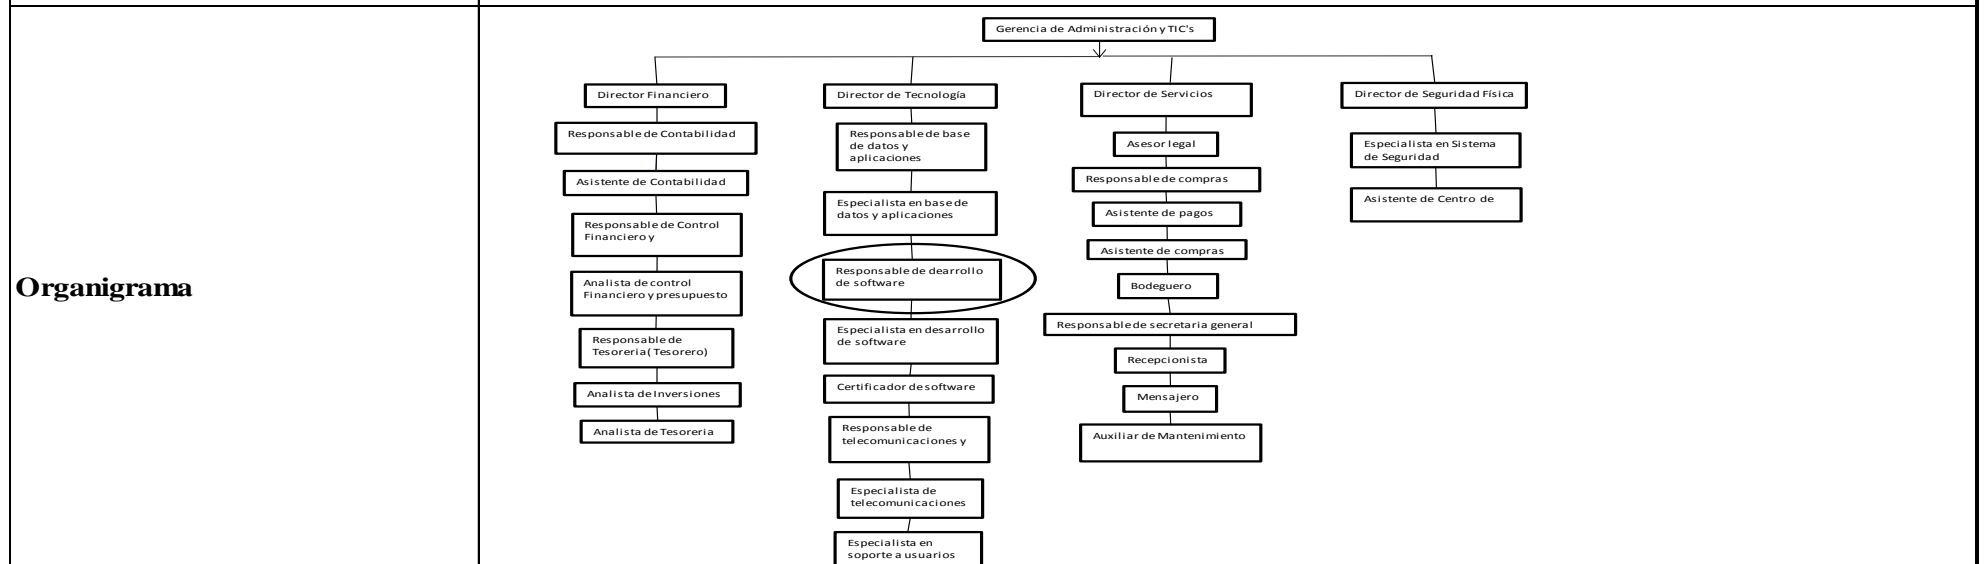 Organigrama
Gerencia de Administración y TIC's
Director Financiero
Responsable de Contabilidad
Asistente de Contabilidad
Responsable de Control
Financiero y
Analista de control
Financiero y presupuesto
Responsable de
Tesoreria( Tesorero)
Analista de Inversiones
Analista de Tesoreria
Director de Tecnología
Responsable de base
de datos y
aplicaciones
Especialista en base de
datos y aplicaciones
Responsable de dearrollo
de software
Especialista en desarrollo
de software
Certificador de software
Responsable de
telecomunicaciones y
Especialista de
telecomunicaciones
Especialista en
soporte a usuarios
Director de Servicios
Asesor legal
Responsable de compras
Asistente de pagos
Asistente de compras
Bodeguero
Responsable de secretaria general
Recepcionista
Mensajero
Auxiliar de Mantenimiento
Director de Seguridad Física
Especialista en Sistema
de Seguridad
Asistente de Centro de